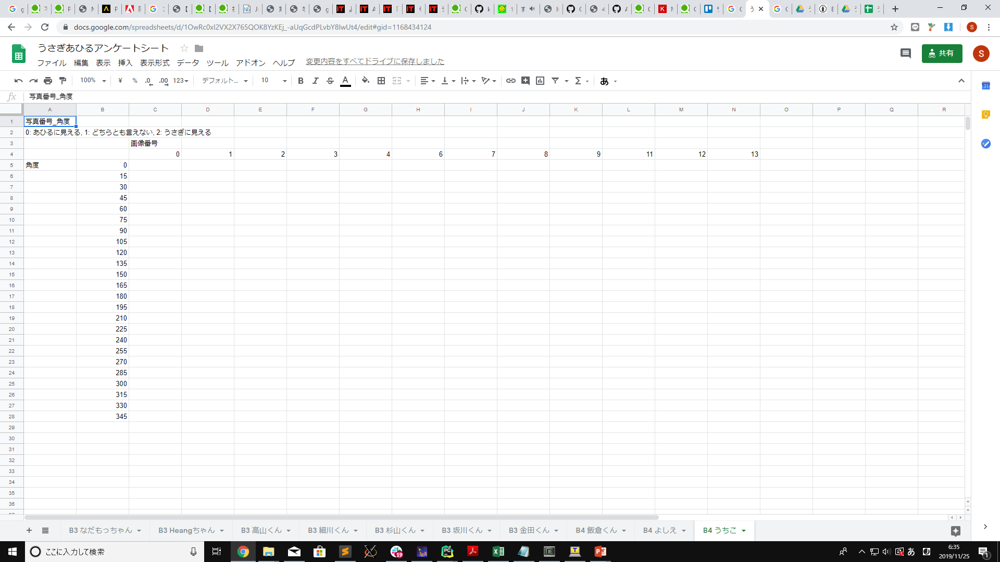 docs.google.com/spreadsheets/d/1OwRc0xI2VX2X765QOK8YzKEj_-aUqGcdPLvbY8IwUt4/edit#gid=1168434124
うさぎあひるアンケートシート
ファイル 編集 表示 挿入 表示形式 データ ツール アドオン ヘルプ 変更内容をすべてドライブに保存しました
共有
S
100% ¥ % .0 .00 123 デフォルト... 10 B I S A あ
fx 写真番号_角度
A B C D E F G H I J K L M N O P Q R
1 写真番号_角度
2 0: あひるに見える, 1: どちらとも言えない, 2: うさぎに見える
3 画像番号
4 0 1 2 3 4 6 7 8 9 11 12 13
5 角度 0
6 15
7 30
8 45
9 60
10 75
11 90
12 105
13 120
14 135
15 150
16 165
17 180
18 195
19 210
20 225
21 240
22 255
23 270
24 285
25 300
26 315
27 330
28 345
29
30
31
32
33
34
35
36
B3 なだもっちゃん B3 Heangちゃん B3 高山くん B3 細川くん B3 杉山くん B3 坂川くん B3 金田くん B4 飯倉くん B4 よしえ B4 うちこ
ここに入力して検索
あ
6:35
2019/11/25